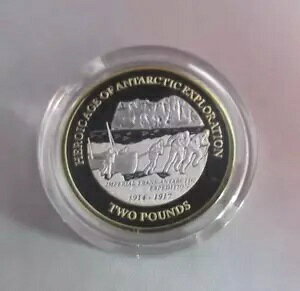 HEROIC AGE OF ANTARCTIC EXPLORATION
IMPERIAL TRANS-ANTARCTIC
EXPEDITION
1914 - 1917
TWO POUNDS